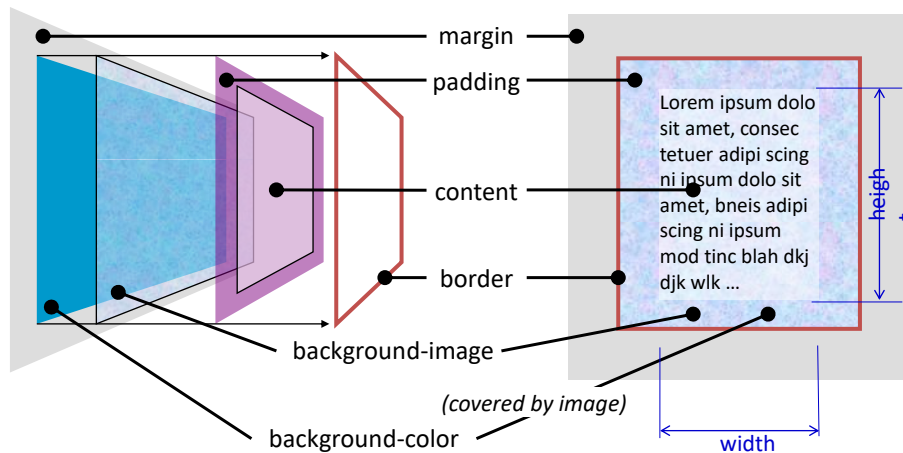 margin
padding
content
border
background-image
(covered by image)
background-color
Lorem ipsum dolo
sit amet, consec
tetuer adipi scing
ni ipsum dolo sit
amet, bneis adipi
scing ni ipsum
mod tinc blah dkj
djk wlk ...
heigh
t
width